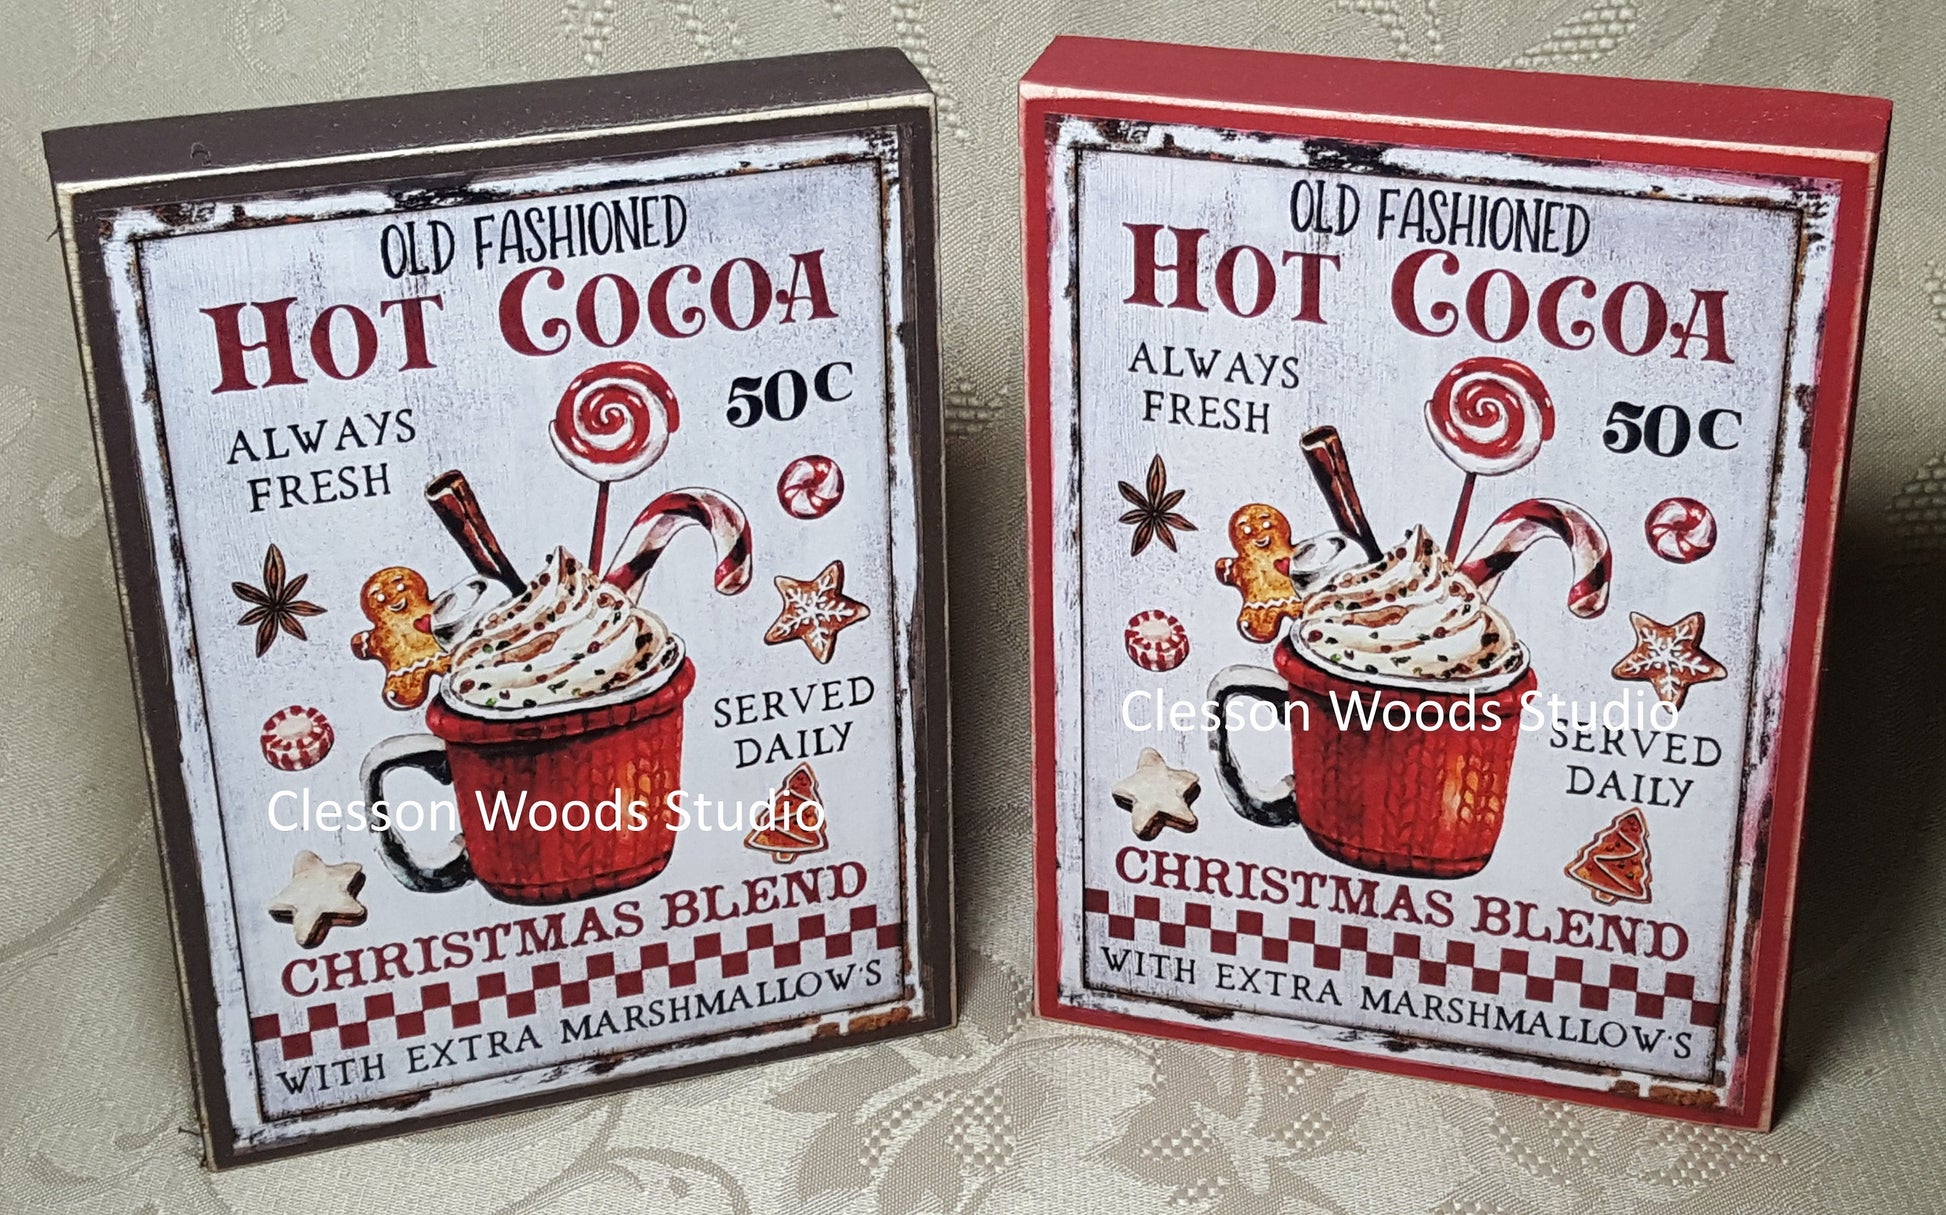 OLD FASHIONED
HOT COCOA
ALWAYS
FRESH
50C
SERVED
DAILY
Clesson Woods Studio
CHRISTMAS BLEND
WITH EXTRA MARSHMALLOW'S
OLD FASHIONED
HOT COCOA
ALWAYS
FRESH
50C
Clesson Woods Studio
SERVED
DAILY
CHRISTMAS BLEND
WITH EXTRA MARSHMALLOW'S